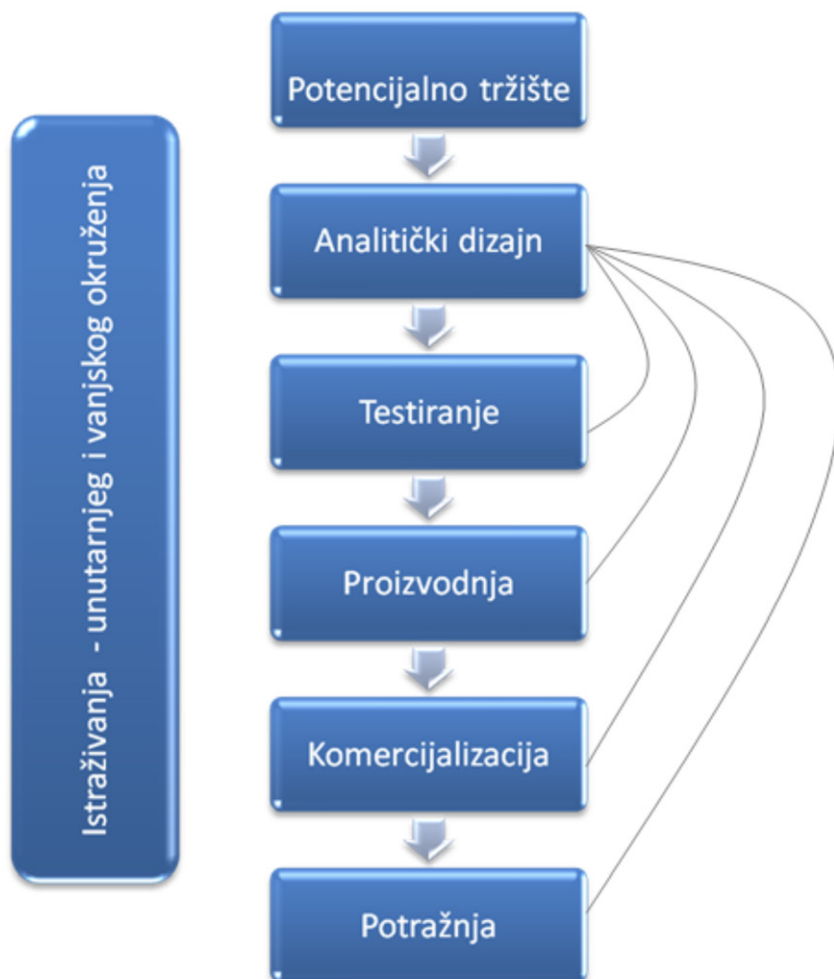 Istraživanja - unutarnjeg i vanjskog okruženja
Potencijalno tržište
Analitički dizajn
Testiranje
Proizvodnja
Komercijalizacija
Potražnja